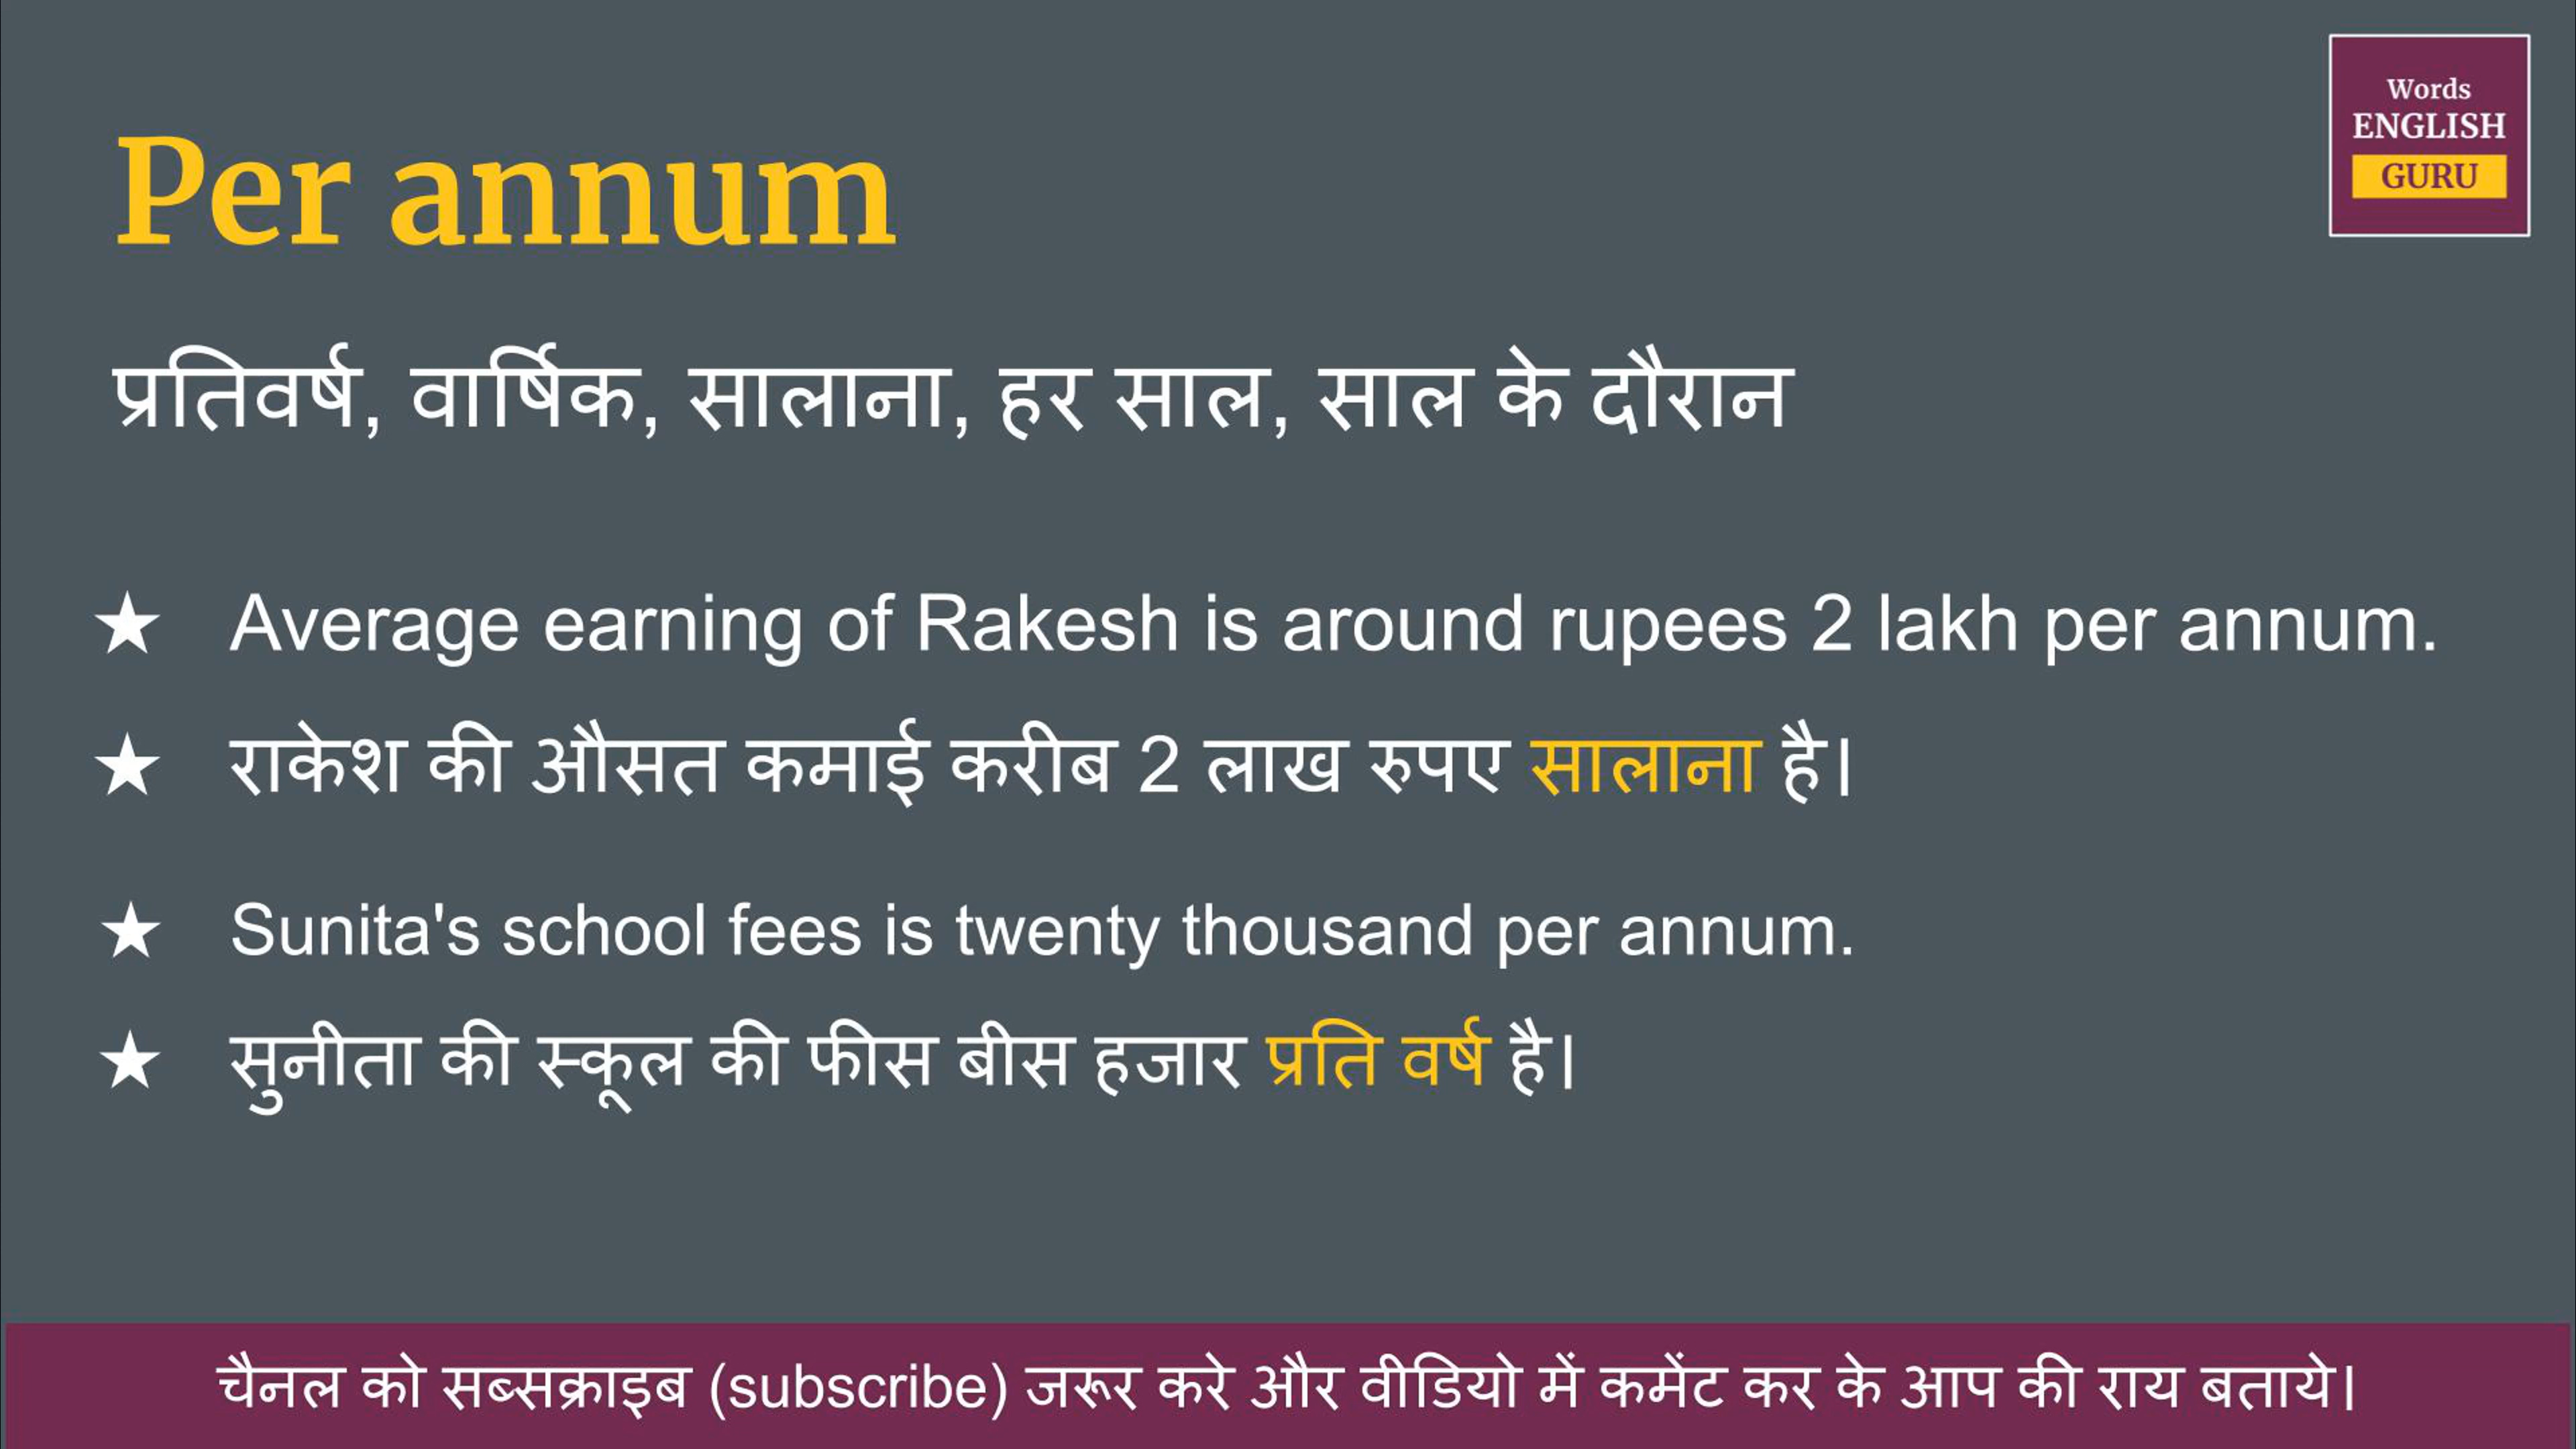 Words
ENGLISH
GURU
Per annum
प्रतिवर्ष, वार्षिक, सालाना, हर साल, साल के दौरान
★ Average earning of Rakesh is around rupees 2 lakh per annum.
★ राकेश की औसत कमाई करीब 2 लाख रुपए सालाना है।
★ Sunita's school fees is twenty thousand per annum.
★ सुनीता की स्कूल की फीस बीस हजार प्रति वर्ष है।
चैनल को सब्सक्राइब (subscribe) जरूर करे और वीडियो में कमेंट कर के आप की राय बताये।